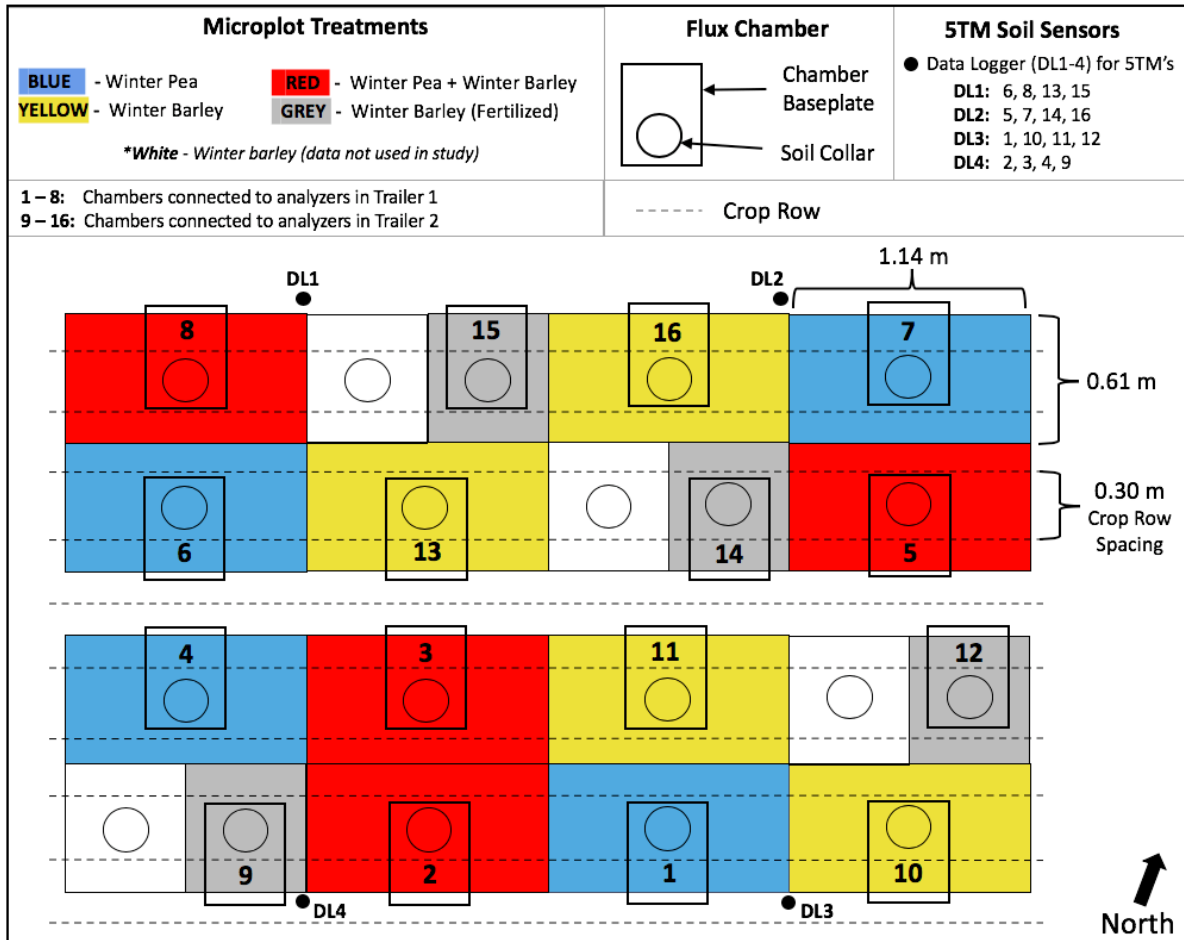 Microplot Treatments
BLUE - Winter Pea
RED - Winter Pea + Winter Barley
YELLOW - Winter Barley
GREY - Winter Barley (Fertilized)
*White - Winter barley (data not used in study)
Flux Chamber
Chamber
Baseplate
Soil Collar
5TM Soil Sensors
Data Logger (DL1-4) for 5TM's
DL1: 6, 8, 13, 15
DL2: 5, 7, 14, 16
DL3: 1, 10, 11, 12
DL4: 2, 3, 4, 9
1 – 8: Chambers connected to analyzers in Trailer 1
9 – 16: Chambers connected to analyzers in Trailer 2
Crop Row
DL1
DL2
1.14 m
8
15
16
7
0.61 m
6
13
14
5
0.30 m
Crop Row
Spacing
4
3
11
12
9
2
1
10
DL4
DL3
North